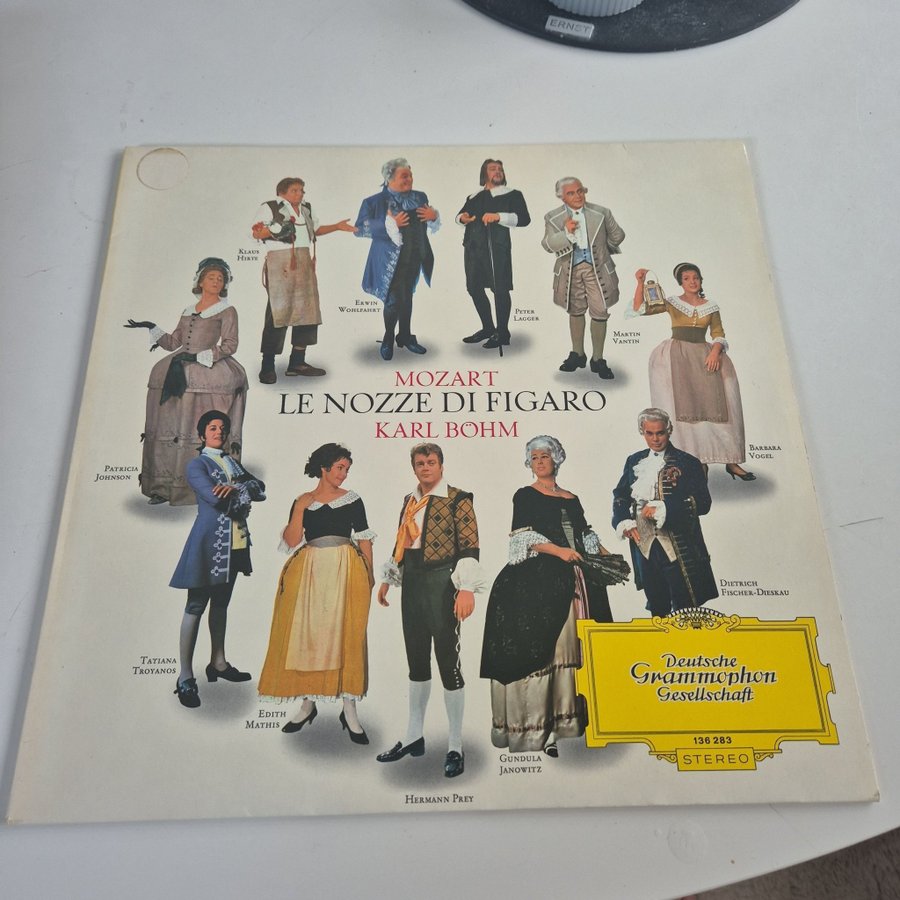 ERNST
KLAUS
HIRTE
ERWIN
WOHLFAHRT
PETER
LAGGER
MARTIN
VANTIN
MOZART
LE NOZZE DI FIGARO
KARL BÖHM
PATRICIA
JOHNSON
BARBARA
VOGEL
DIETRICH
FISCHER-DIESKAU
TATIANA
TROYANOS
EDITH
MATHIS
GUNDULA
JANOWITZ
HERMANN PREY
Deutsche
Grammophon
Gesellschaft
136 283
STEREO